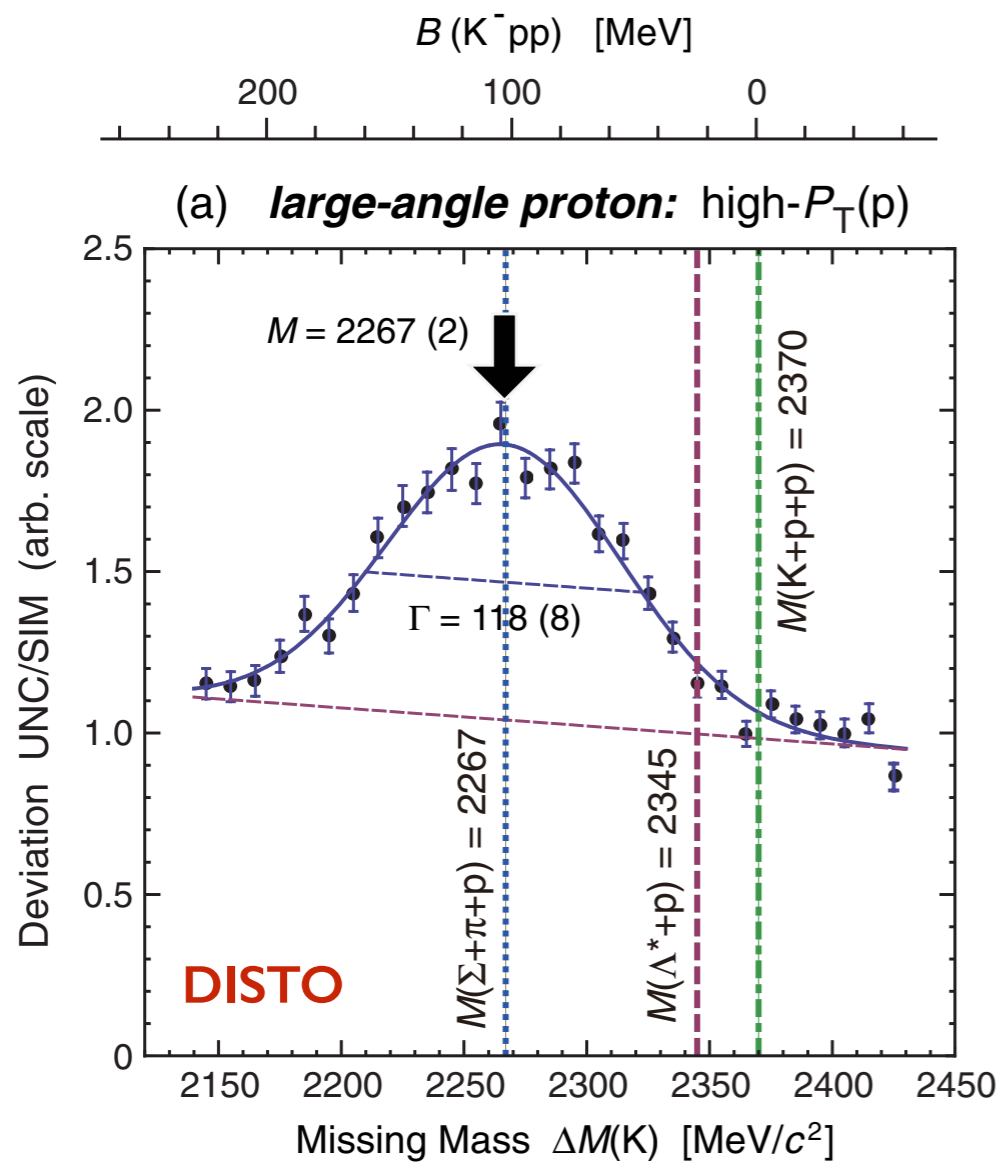 B (K⁻pp) [MeV]
200 100 0
(a) large-angle proton: high-P_T(p)
2.5
2.0
1.5
1.0
0.5
0
Deviation UNC/SIM (arb. scale)
M = 2267 (2)
Γ = 118 (8)
M(Σ+π+p) = 2267
M(Λ*+p) = 2345
M(K+p+p) = 2370
DISTO
2150 2200 2250 2300 2350 2400 2450
Missing Mass ΔM(K) [MeV/c²]